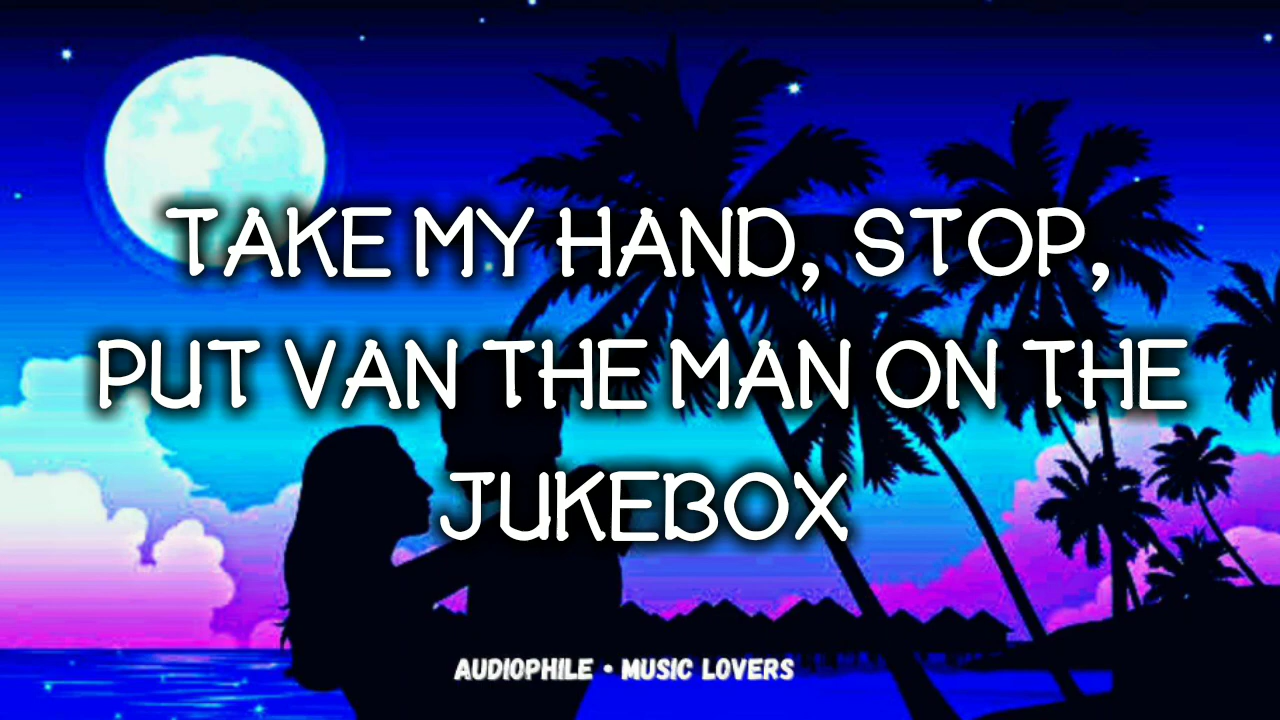 TAKE MY HAND, STOP,
PUT VAN THE MAN ON THE
JUKEBOX
AUDIOPHILE • MUSIC LOVERS